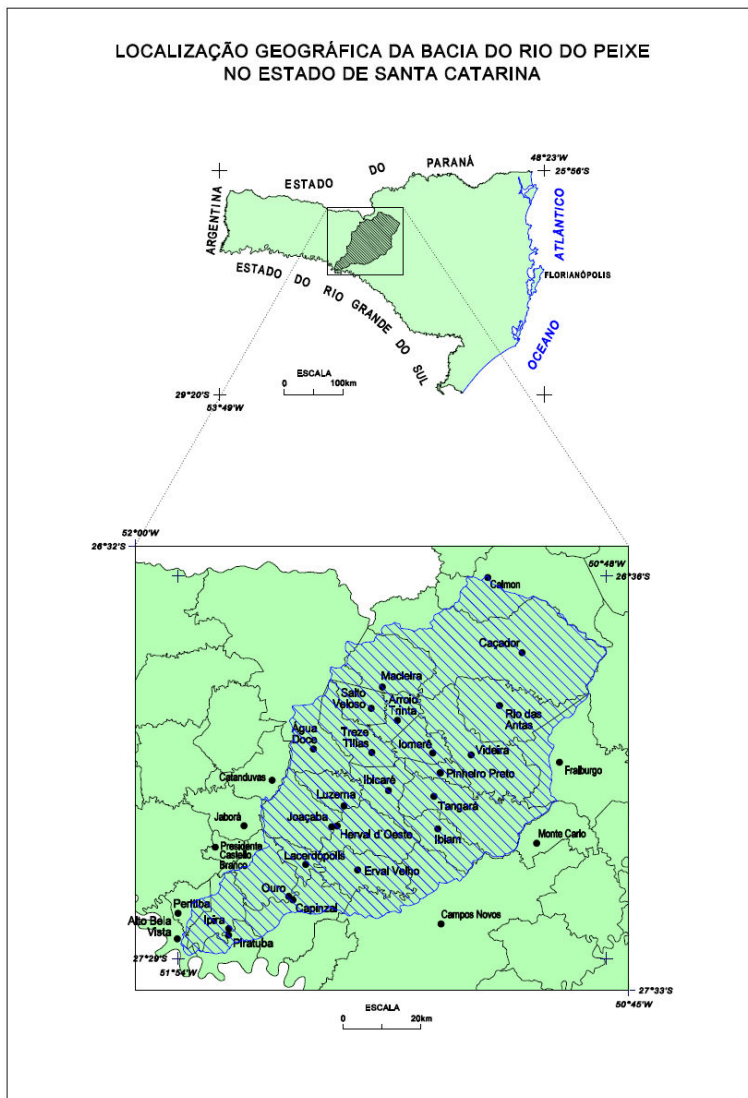 LOCALIZAÇÃO GEOGRÁFICA DA BACIA DO RIO DO PEIXE
NO ESTADO DE SANTA CATARINA
48°23'W
25°56'S
ESTADO DO PARANÁ
ARGENTINA
ATLÂNTICO
FLORIANÓPOLIS
ESTADO DO RIO GRANDE DO SUL
OCEANO
ESCALA
0 100km
29°20'S
53°49'W
52°00'W
26°32'S
50°48'W
26°36'S
Calmon
Caçador
Macieira
Salto
Veloso
Arroio
Trinta
Rio das
Antas
Água
Doce
Treze
Tílias
Iomerê
Videira
Fraiburgo
Catanduvas
Ibicaré
Pinheiro Preto
Luzerna
Tangará
Jaborá
Joaçaba
Herval d'Oeste
Ibiam
Monte Carlo
Presidente
Castello
Branco
Lacerdópolis
Erval Velho
Ouro
Capinzal
Peritiba
Alto Bela
Vista
Ipira
Piratuba
Campos Novos
27°29'S
51°54'W
27°33'S
50°45'W
ESCALA
0 20km